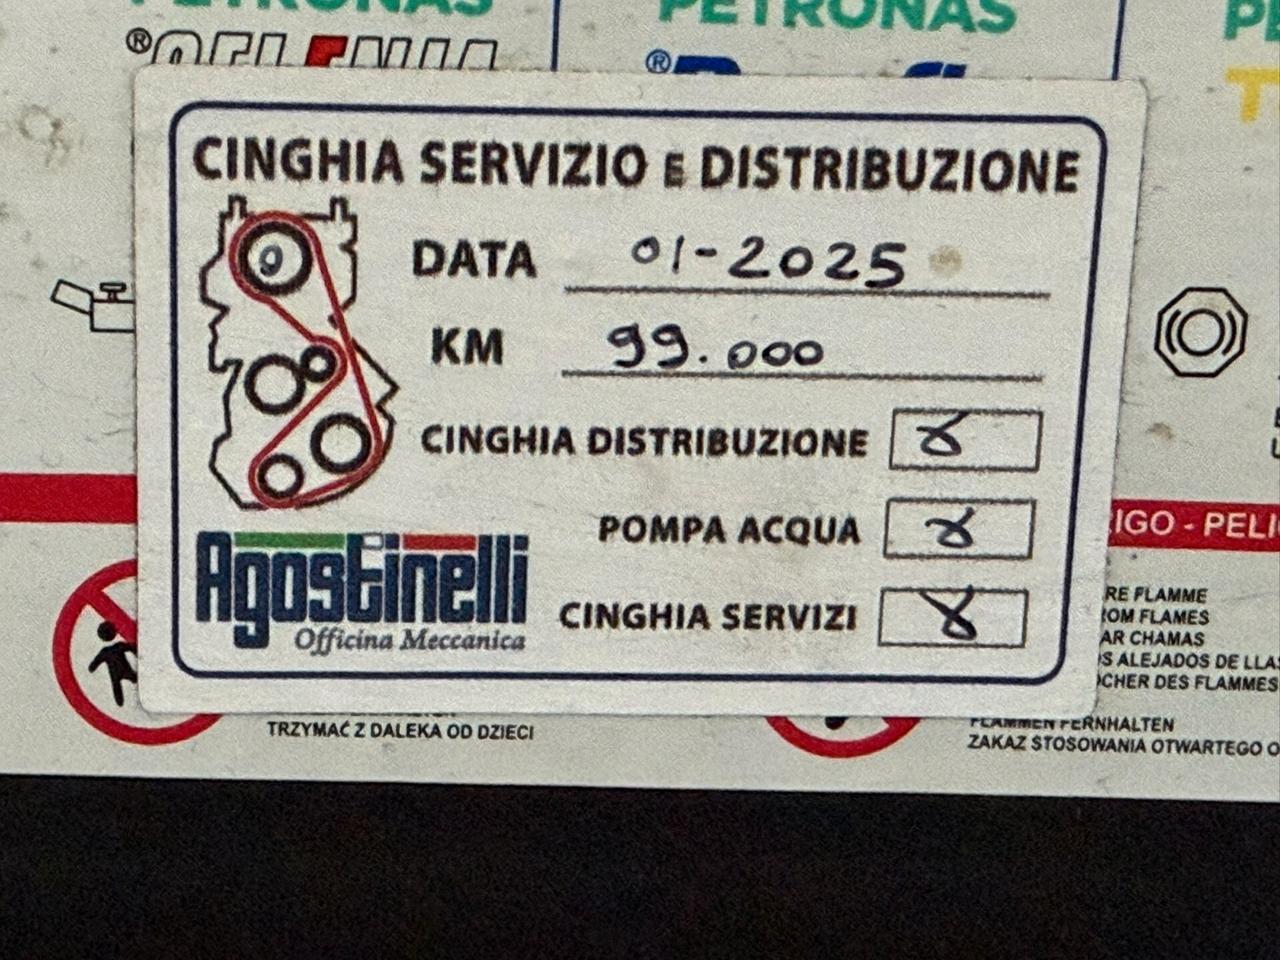 PETRONAS PETRONAS
CINGHIA SERVIZIO E DISTRIBUZIONE
DATA 01-2025
KM 99.000
CINGHIA DISTRIBUZIONE X
POMPA ACQUA X
CINGHIA SERVIZI X
Agostinelli
Officina Meccanica
IGO - PELI
RE FLAMME
OM FLAMES
AR CHAMAS
S ALEJADOS DE LLA
OCHER DES FLAMMES
TRZYMAĆ Z DALEKA OD DZIECI
FLAMMEN FERNHALTEN
ZAKAZ STOSOWANIA OTWARTEGO O